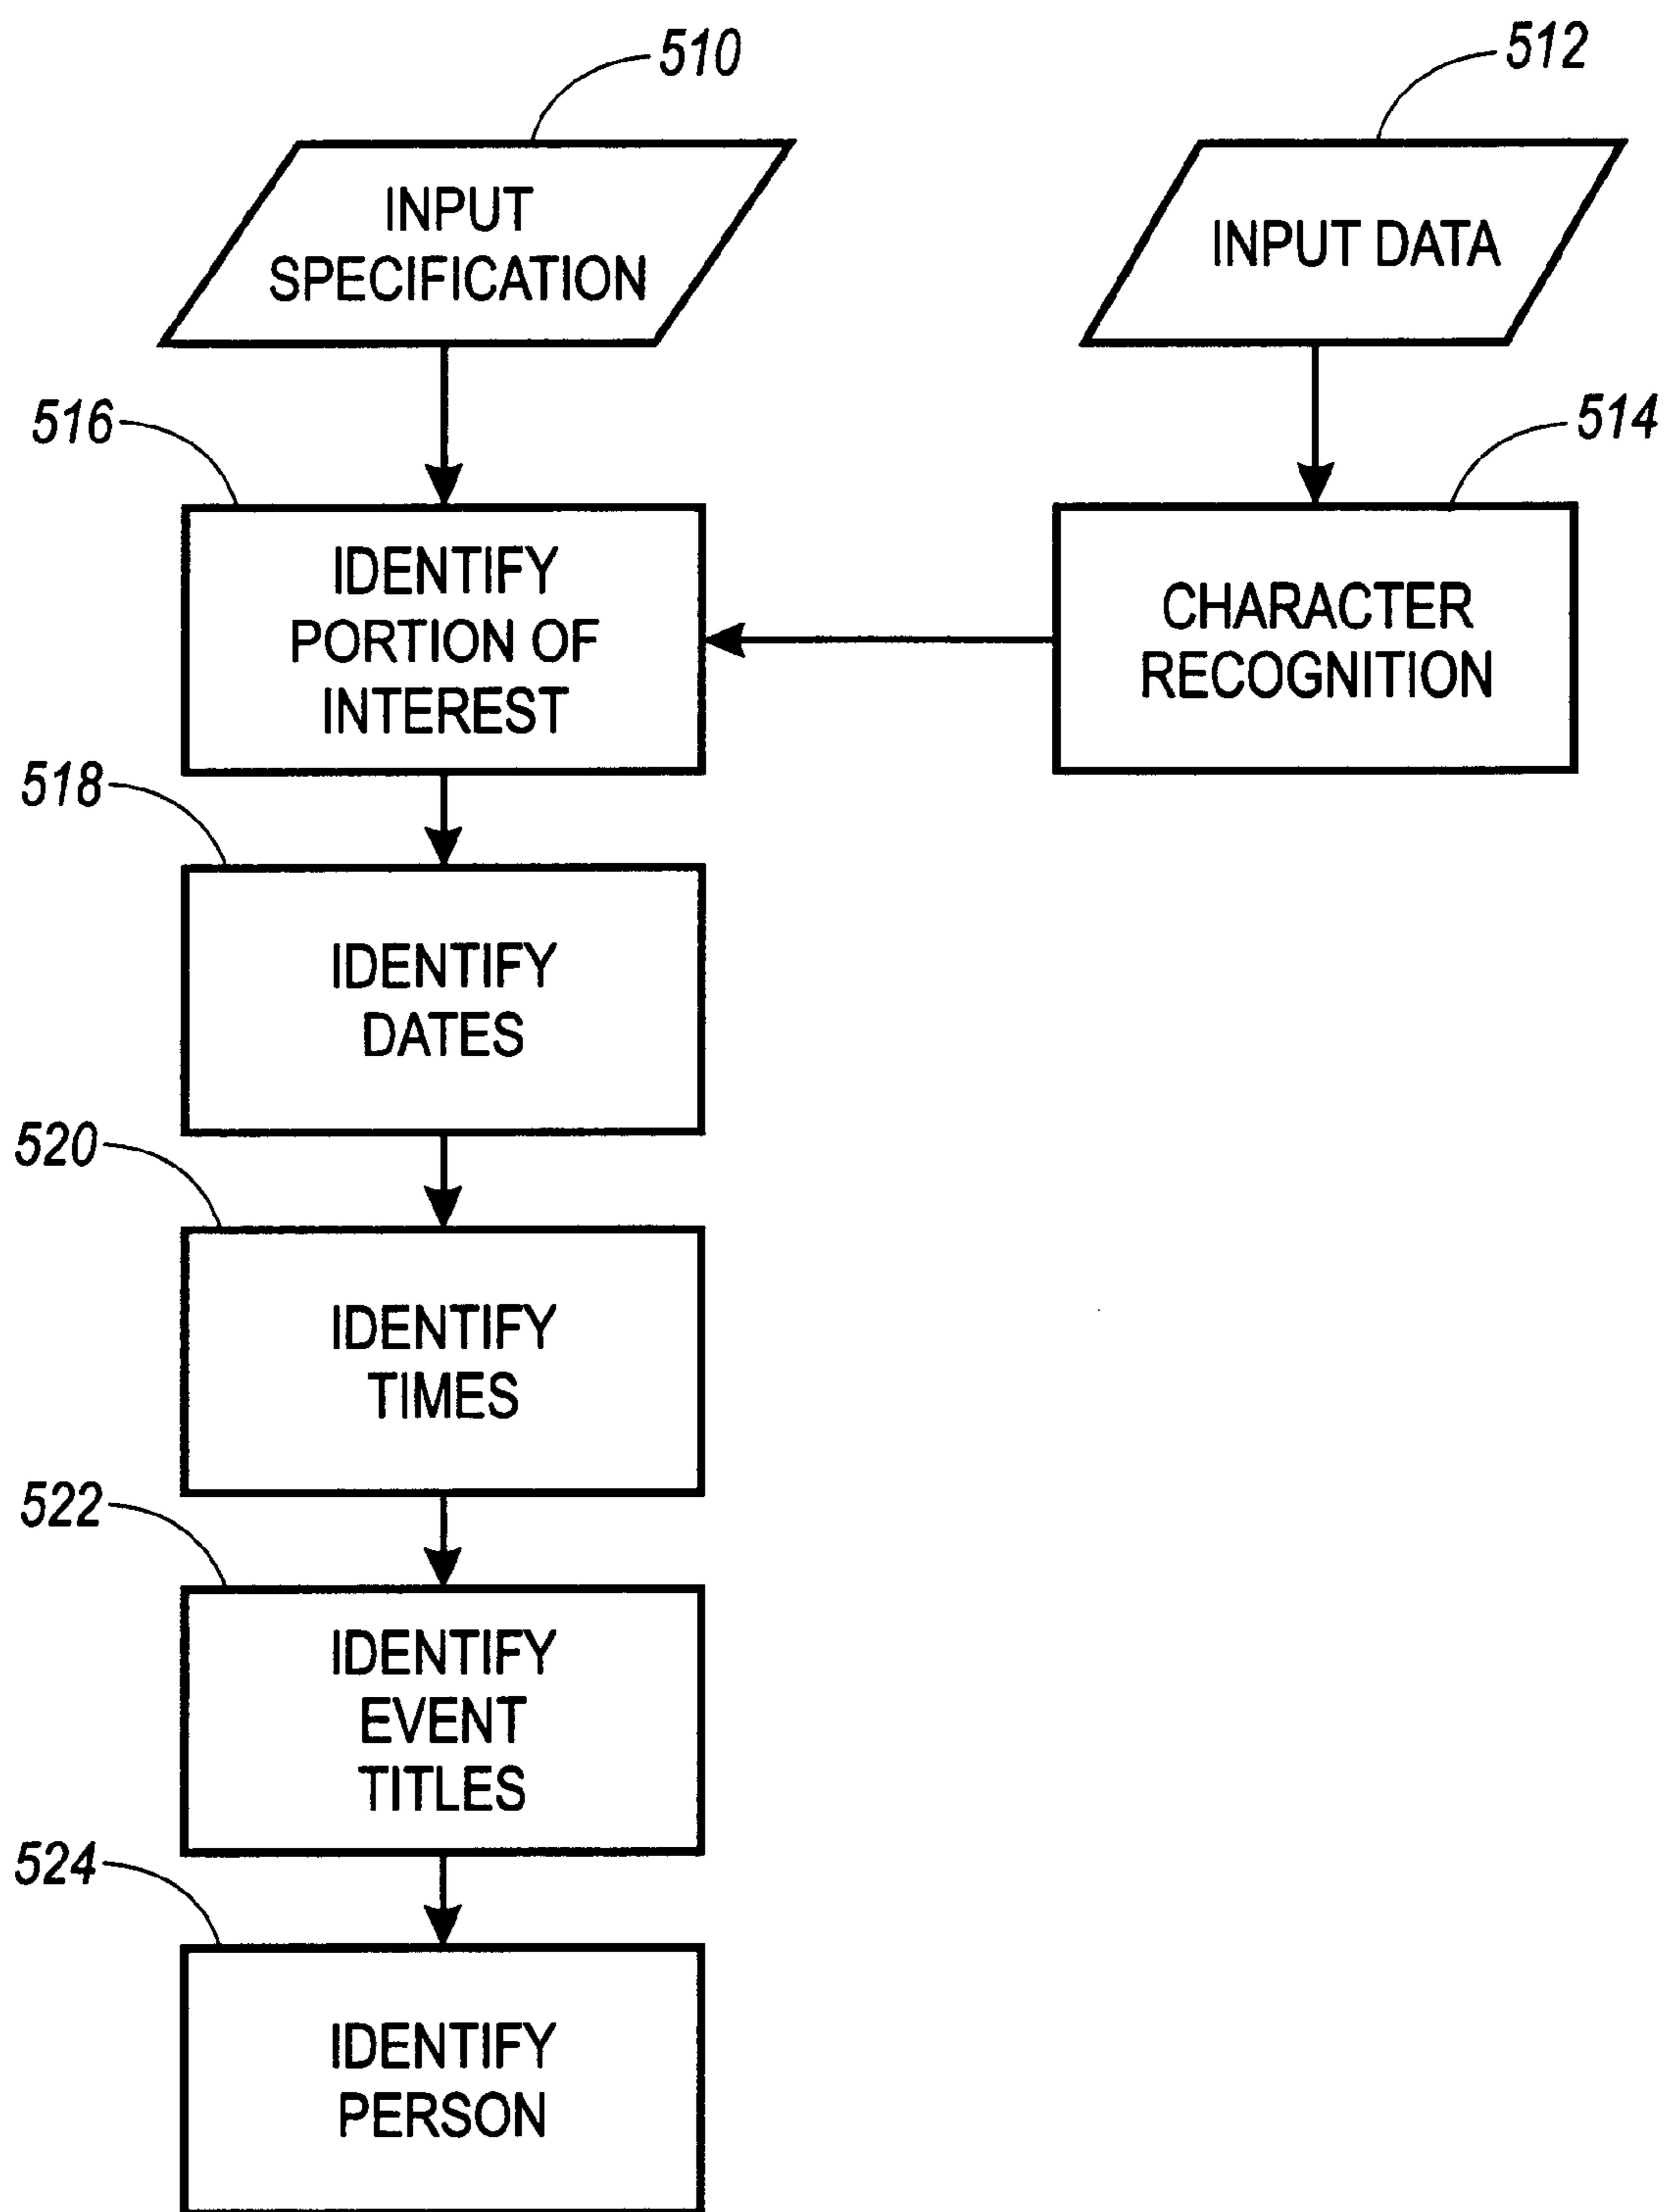 510
512
INPUT
SPECIFICATION
INPUT DATA
516
514
IDENTIFY
PORTION OF
INTEREST
CHARACTER
RECOGNITION
518
IDENTIFY
DATES
520
IDENTIFY
TIMES
522
IDENTIFY
EVENT
TITLES
524
IDENTIFY
PERSON